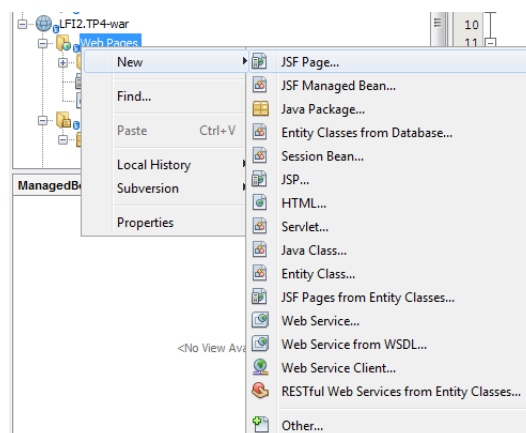 LFI2.TP4-war
Web Pages
10
11
New
Find...
Paste Ctrl+V
Local History
Subversion
Properties
JSF Page...
JSF Managed Bean...
Java Package...
Entity Classes from Database...
Session Bean...
JSP...
HTML...
Servlet...
Java Class...
Entity Class...
JSF Pages from Entity Classes...
Web Service...
Web Service from WSDL...
Web Service Client...
RESTful Web Services from Entity Classes...
Other...
ManagedB
<No View Ava